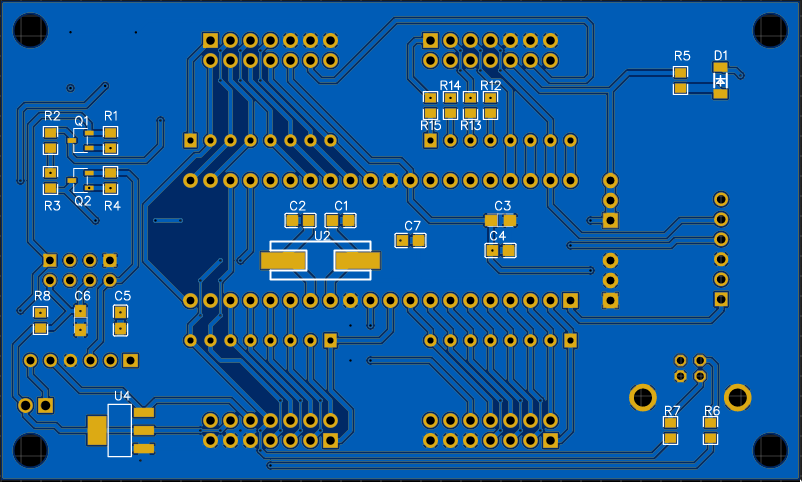 R5 D1
R14 R12
R2 Q1 R1
R15 R13
R3 Q2 R4
C2 C1 C3
U2 C7 C4
R8 C6 C5
U4
R7 R6